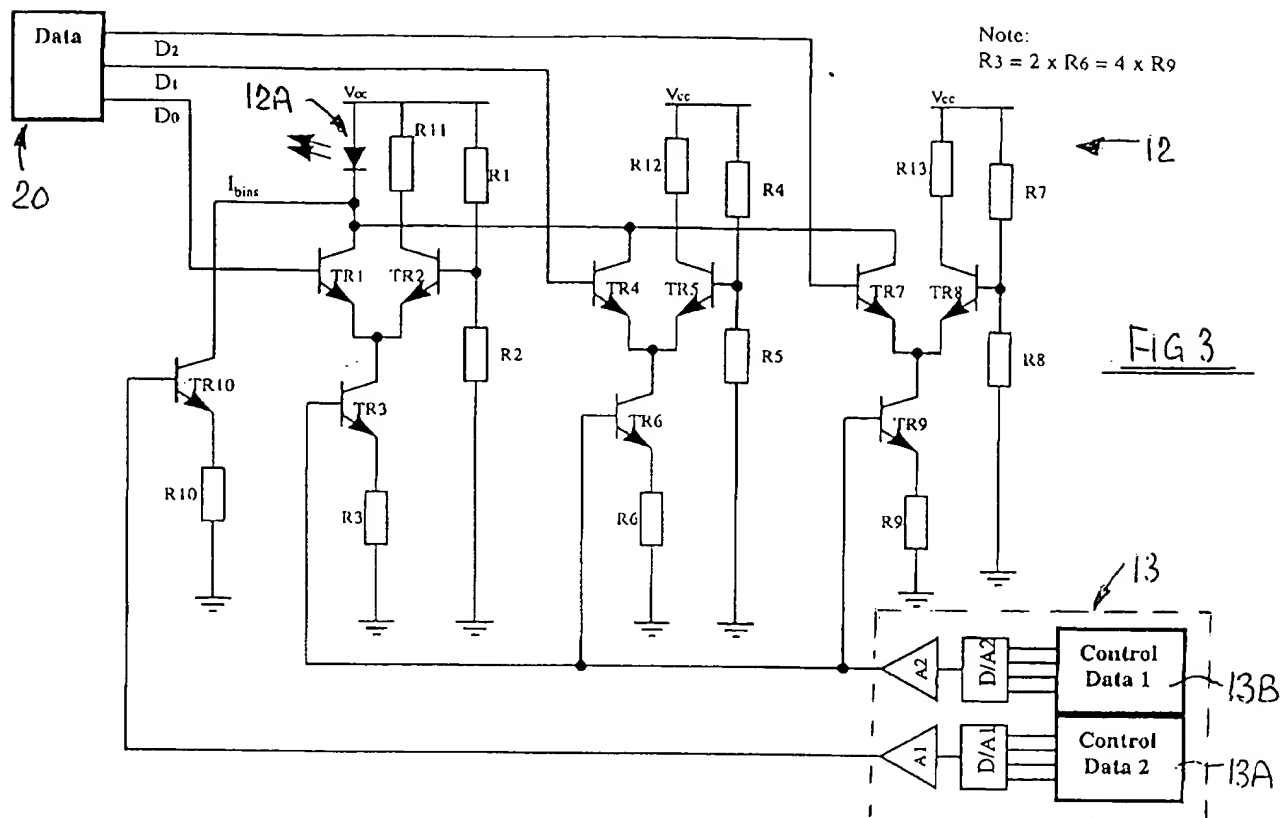 Data
D2
D1
D0
20
12A
Note:
R3 = 2 x R6 = 4 x R9
12
Vcc
R11
R1
Ibias
TR1
TR2
R2
TR10
R10
TR3
R3
Vcc
R12
R4
TR4
TR5
R5
TR6
R6
Vcc
R13
R7
TR7
TR8
R8
TR9
R9
FIG 3
13
A2
D/A2
Control
Data 1
13B
A1
D/A1
Control
Data 2
13A